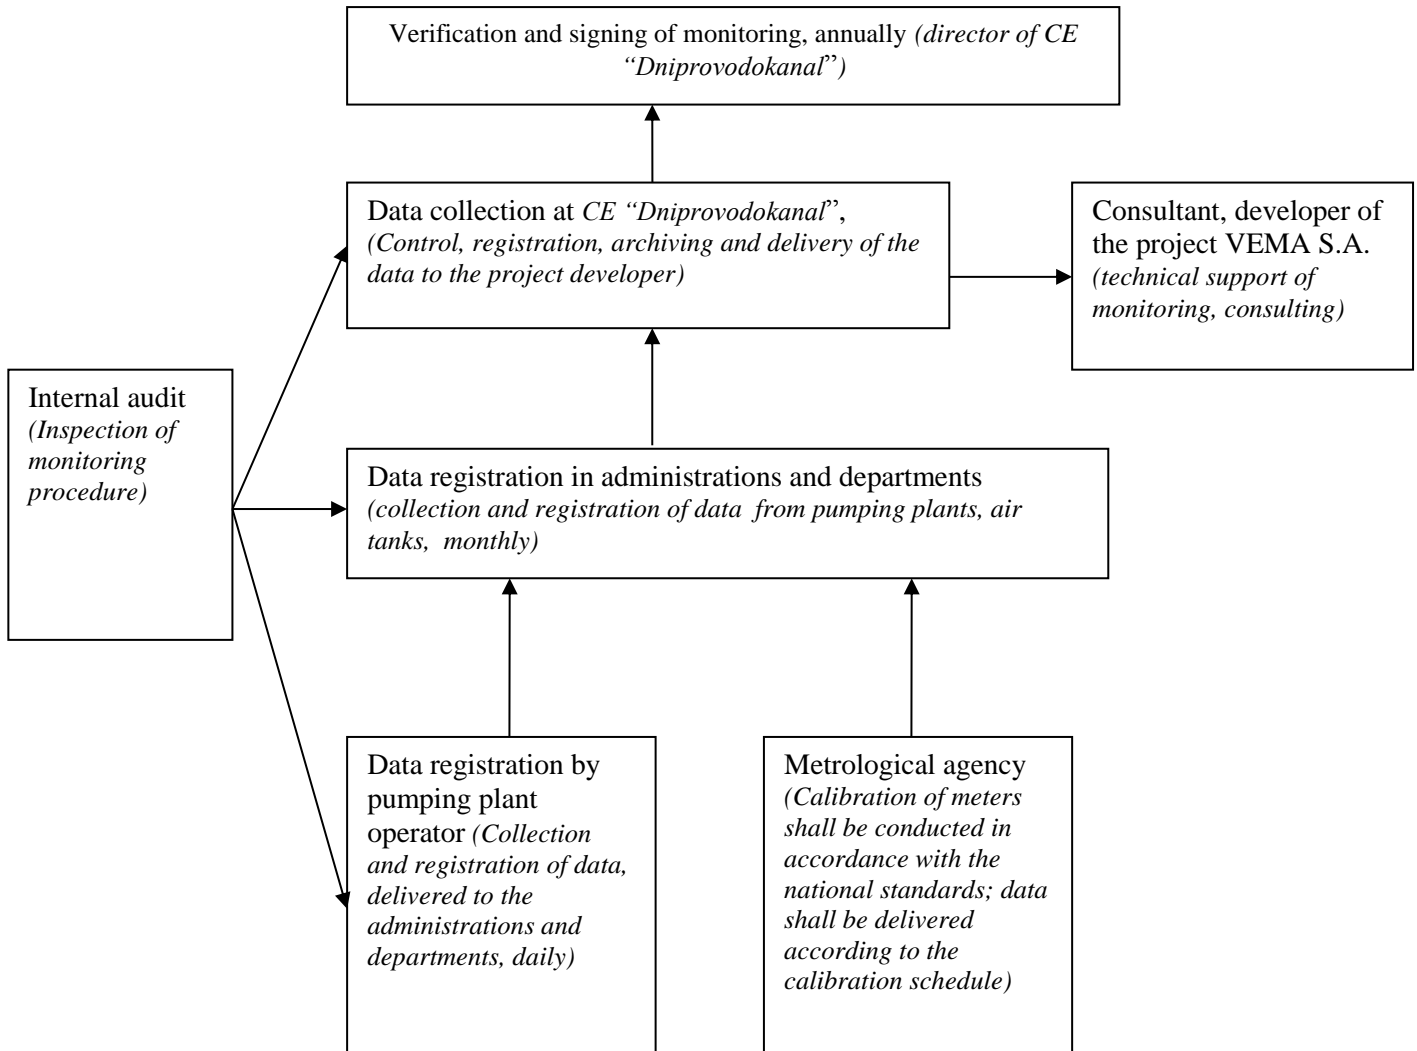 Verification and signing of monitoring, annually (director of CE
“Dniprovodokanal”)
Data collection at CE “Dniprovodokanal”,
(Control, registration, archiving and delivery of the
data to the project developer)
Consultant, developer of
the project VEMA S.A.
(technical support of
monitoring, consulting)
Internal audit
(Inspection of
monitoring
procedure)
Data registration in administrations and departments
(collection and registration of data from pumping plants, air
tanks, monthly)
Data registration by
pumping plant
operator (Collection
and registration of data,
delivered to the
administrations and
departments, daily)
Metrological agency
(Calibration of meters
shall be conducted in
accordance with the
national standards; data
shall be delivered
according to the
calibration schedule)